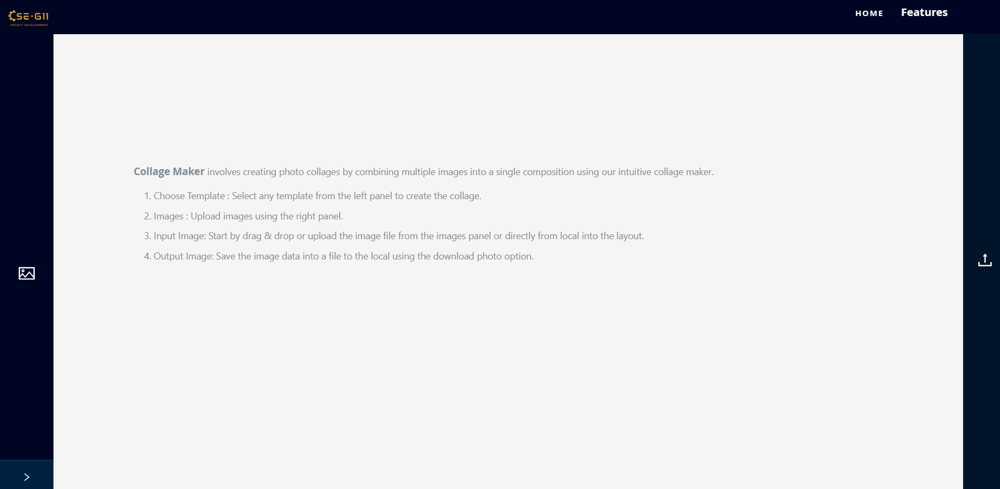 CSE-G11
PROJECT DEVELOPEMENT
HOME
Features
Collage Maker involves creating photo collages by combining multiple images into a single composition using our intuitive collage maker.
1. Choose Template : Select any template from the left panel to create the collage.
2. Images : Upload images using the right panel.
3. Input Image: Start by drag & drop or upload the image file from the images panel or directly from local into the layout.
4. Output Image: Save the image data into a file to the local using the download photo option.